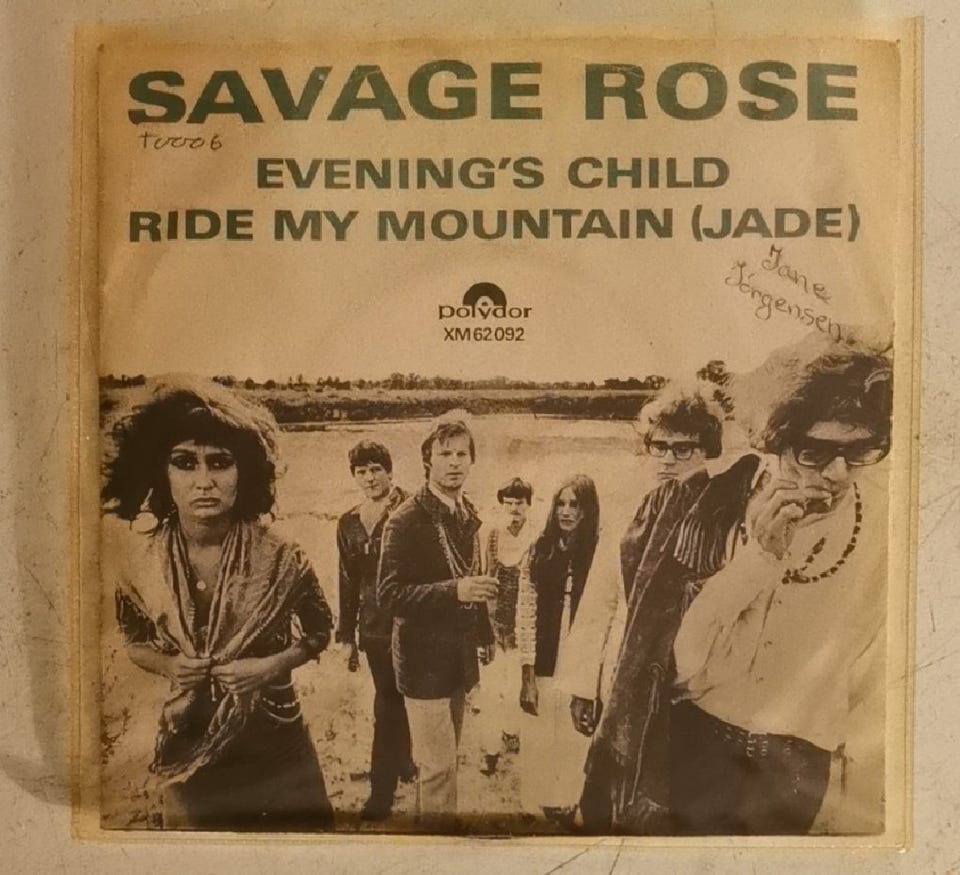 SAVAGE ROSE
EVENING'S CHILD
RIDE MY MOUNTAIN (JADE)
Jane
Jørgensen
polydor
XM 62 092